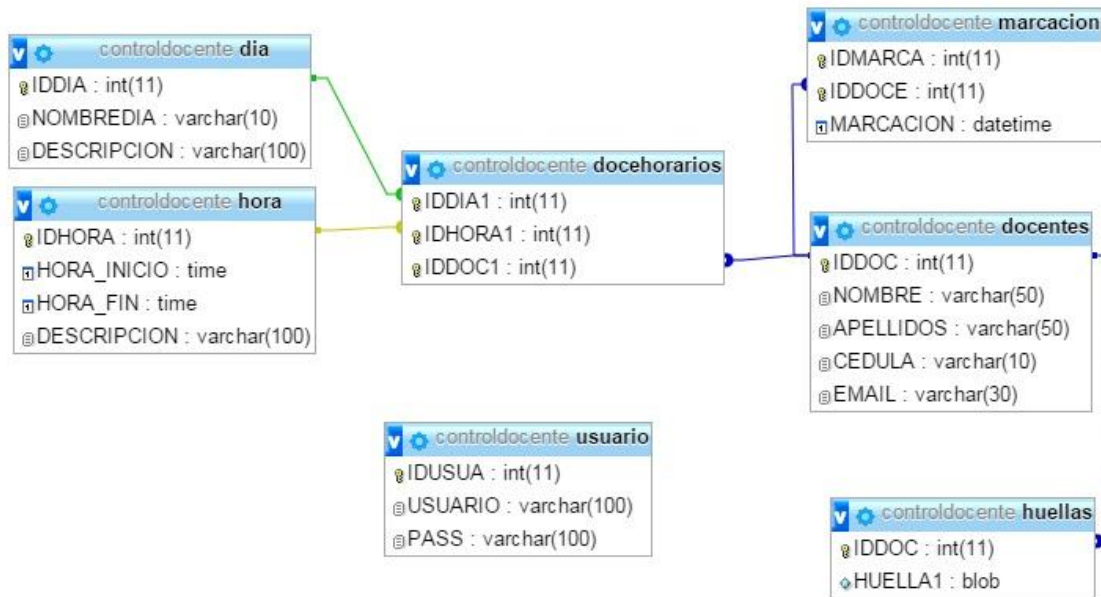 controldocente dia
IDDIA : int(11)
NOMBREDIA : varchar(10)
DESCRIPCION : varchar(100)
controldocente hora
IDHORA : int(11)
HORA_INICIO : time
HORA_FIN : time
DESCRIPCION : varchar(100)
controldocente docehorarios
IDDIA1 : int(11)
IDHORA1 : int(11)
IDDOC1 : int(11)
controldocente marcacion
IDMARCA : int(11)
IDDOCE : int(11)
MARCACION : datetime
controldocente docentes
IDDOC : int(11)
NOMBRE : varchar(50)
APELLIDOS : varchar(50)
CEDULA : varchar(10)
EMAIL : varchar(30)
controldocente usuario
IDUSUA : int(11)
USUARIO : varchar(100)
PASS : varchar(100)
controldocente huellas
IDDOC : int(11)
HUELLA1 : blob